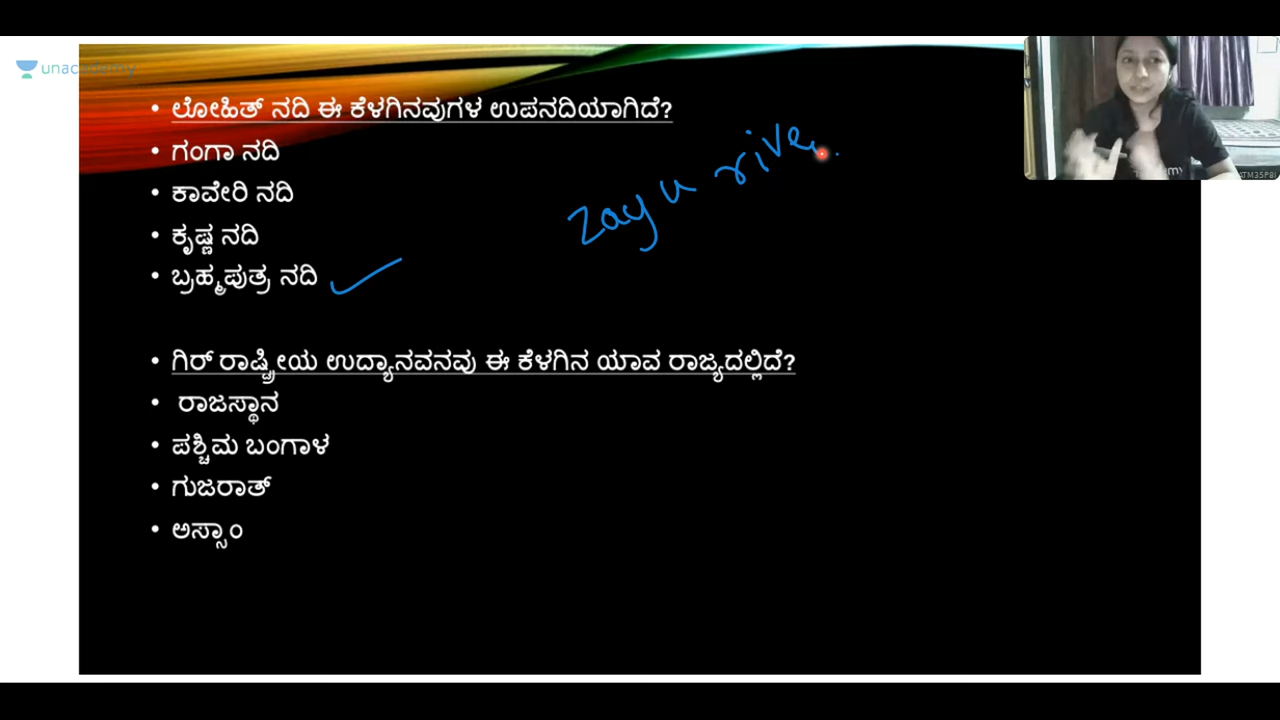 unacademy
ಲೋಹಿತ್ ನದಿ ಈ ಕೆಳಗಿನವುಗಳ ಉಪನದಿಯಾಗಿದೆ?
ಗಂಗಾ ನದಿ
ಕಾವೇರಿ ನದಿ
ಕೃಷ್ಣ ನದಿ
ಬ್ರಹ್ಮಪುತ್ರ ನದಿ
zayu river
ಗಿರ್ ರಾಷ್ಟ್ರೀಯ ಉದ್ಯಾನವನವು ಈ ಕೆಳಗಿನ ಯಾವ ರಾಜ್ಯದಲ್ಲಿದೆ?
ರಾಜಸ್ಥಾನ
ಪಶ್ಚಿಮ ಬಂಗಾಳ
ಗುಜರಾತ್
ಅಸ್ಸಾಂ